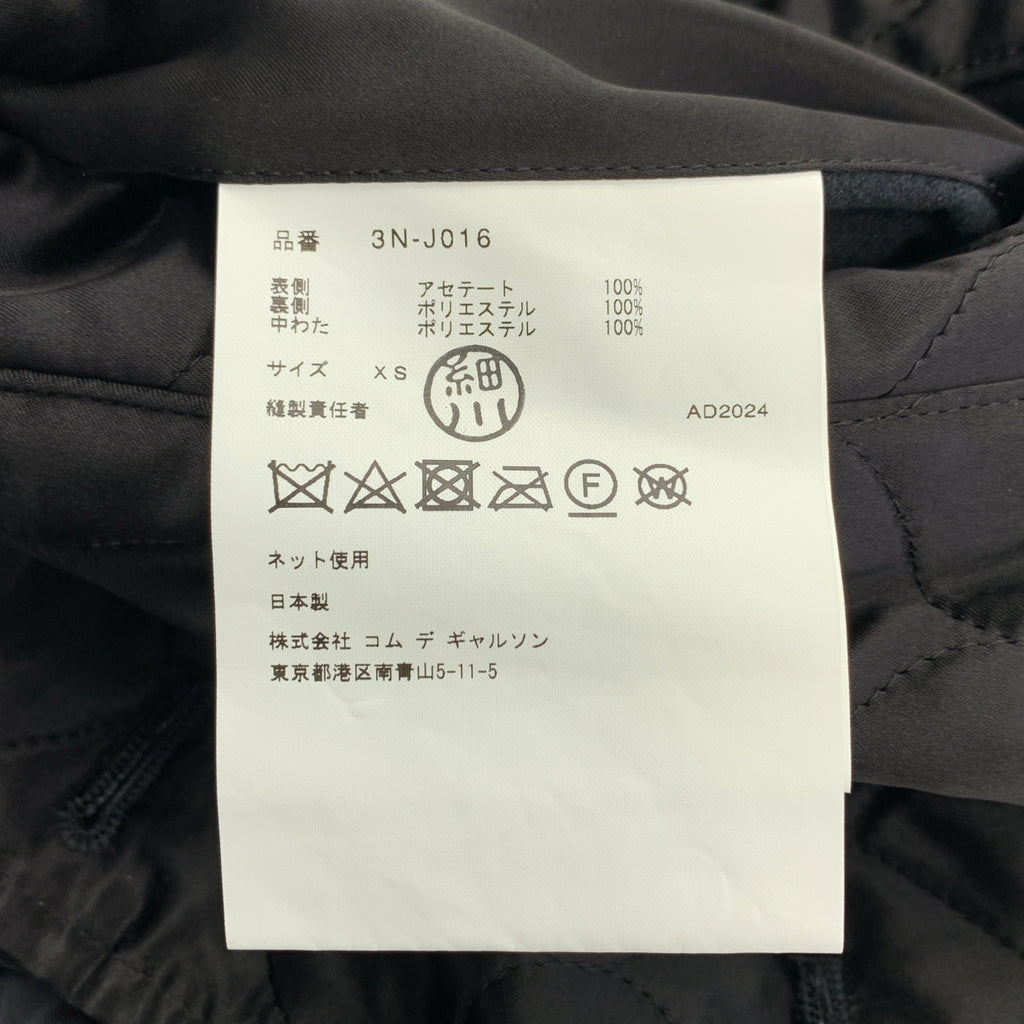 品番 3N-J016
表側 アセテート 100%
裏側 ポリエステル 100%
中わた ポリエステル 100%
サイズ XS
縫製責任者 細川 AD2024
F W
ネット使用
日本製
株式会社 コム デ ギャルソン
東京都港区南青山5-11-5